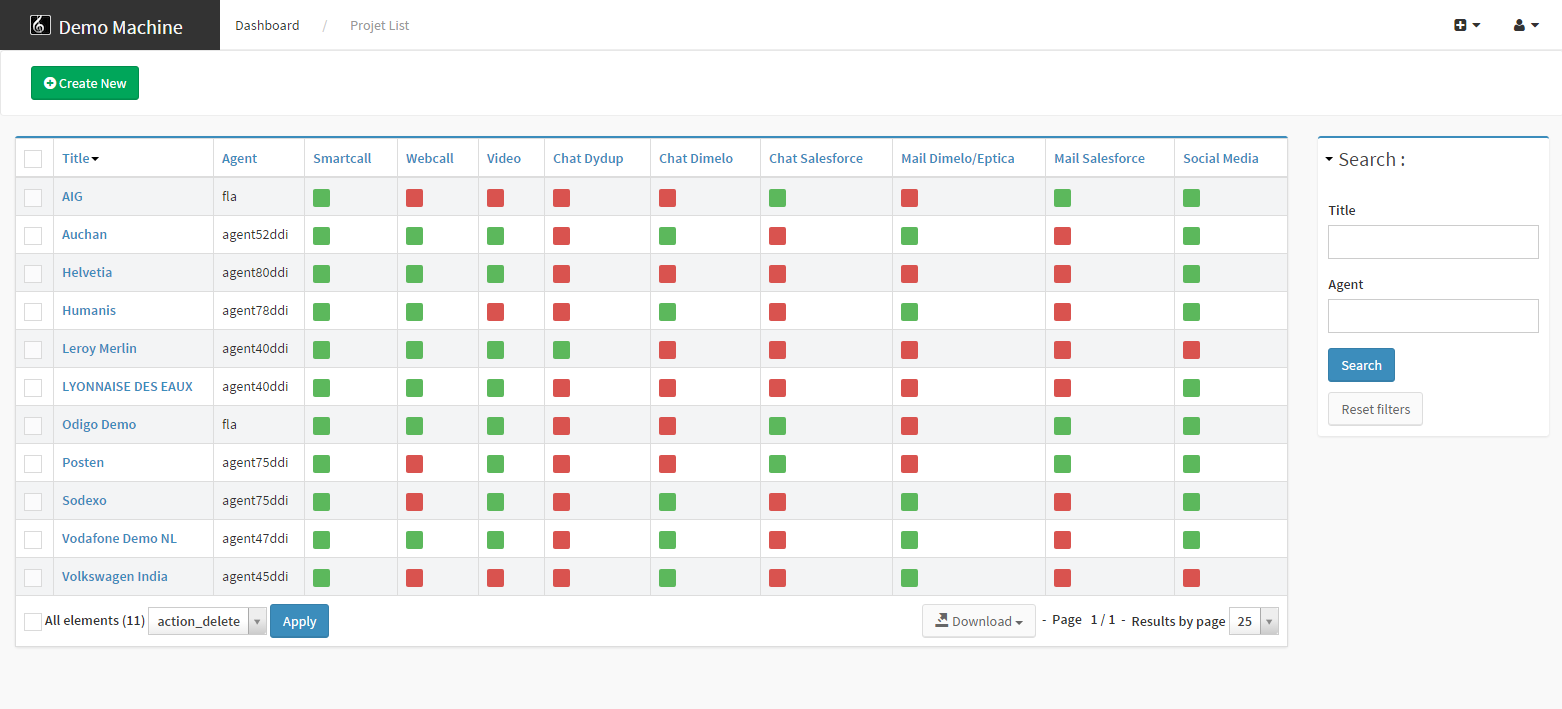 Demo Machine Dashboard / Projet List
Create New
Title Agent Smartcall Webcall Video Chat Dydup Chat Dimelo Chat Salesforce Mail Dimelo/Eptica Mail Salesforce Social Media
AIG fla
Auchan agent52ddi
Helvetia agent80ddi
Humanis agent78ddi
Leroy Merlin agent40ddi
LYONNAISE DES EAUX agent40ddi
Odigo Demo fla
Posten agent75ddi
Sodexo agent75ddi
Vodafone Demo NL agent47ddi
Volkswagen India agent45ddi
All elements (11) action_delete Apply Download - Page 1 / 1 - Results by page 25
Search :
Title
Agent
Search
Reset filters